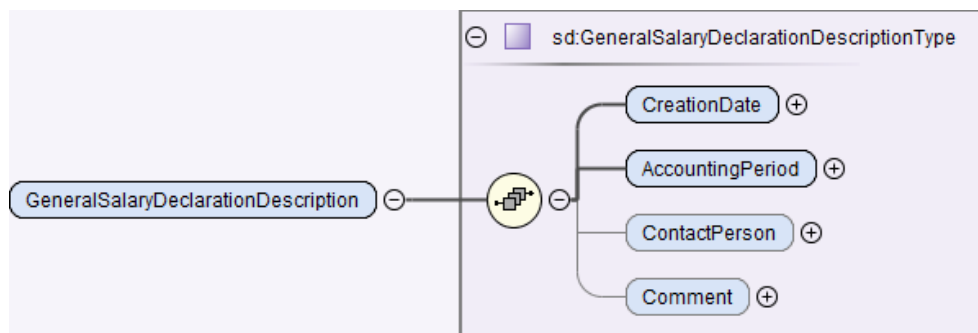 sd:GeneralSalaryDeclarationDescriptionType
CreationDate
AccountingPeriod
GeneralSalaryDeclarationDescription
ContactPerson
Comment